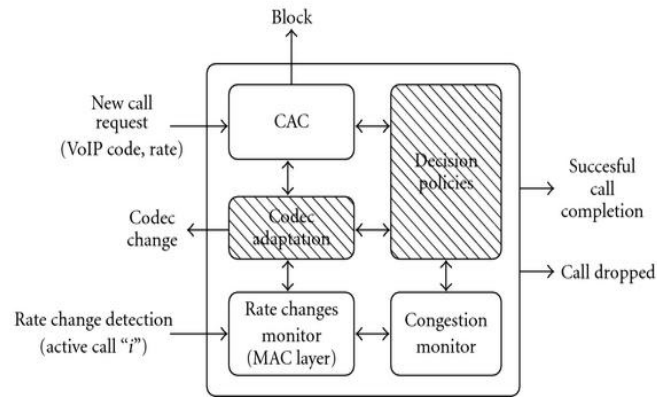 Block
New call
request
(VoIP code, rate)
CAC
Decision
policies
Succesful
call
completion
Codec
change
Codec
adaptation
Call dropped
Rate change detection
(active call “i”)
Rate changes
monitor
(MAC layer)
Congestion
monitor